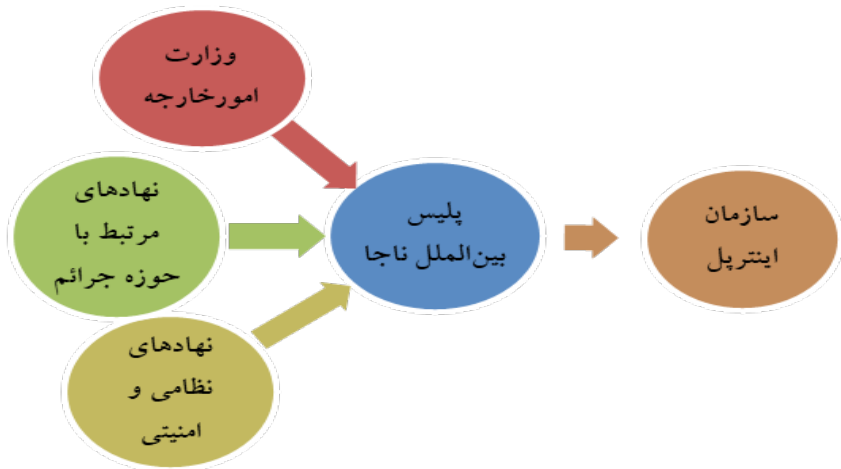 وزارت
امورخارجه
نهادهای
مرتبط با
حوزه جرائم
نهادهای
نظامی و
امنیتی
پلیس
بین‌الملل ناجا
سازمان
اینترپل